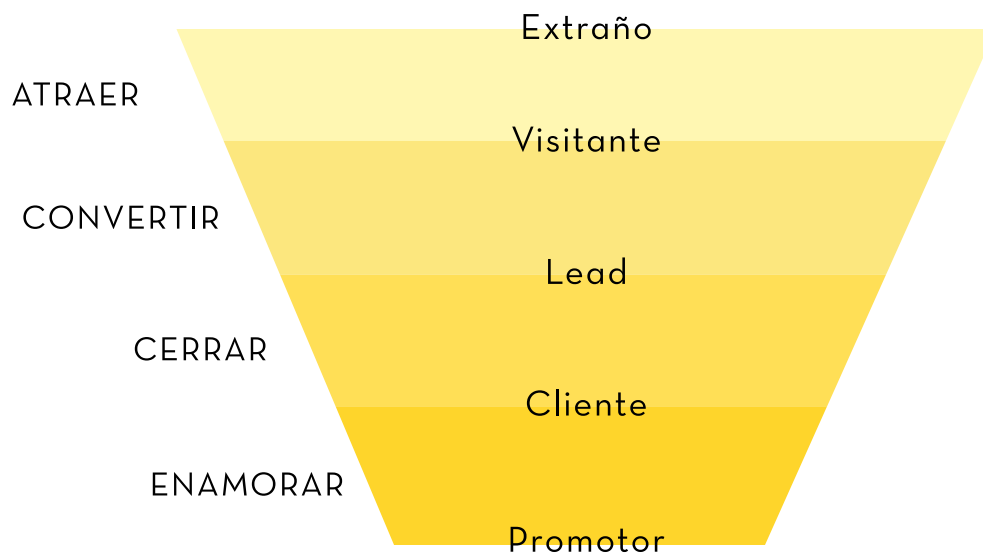 Extraño
ATRAER
Visitante
CONVERTIR
Lead
CERRAR
Cliente
ENAMORAR
Promotor